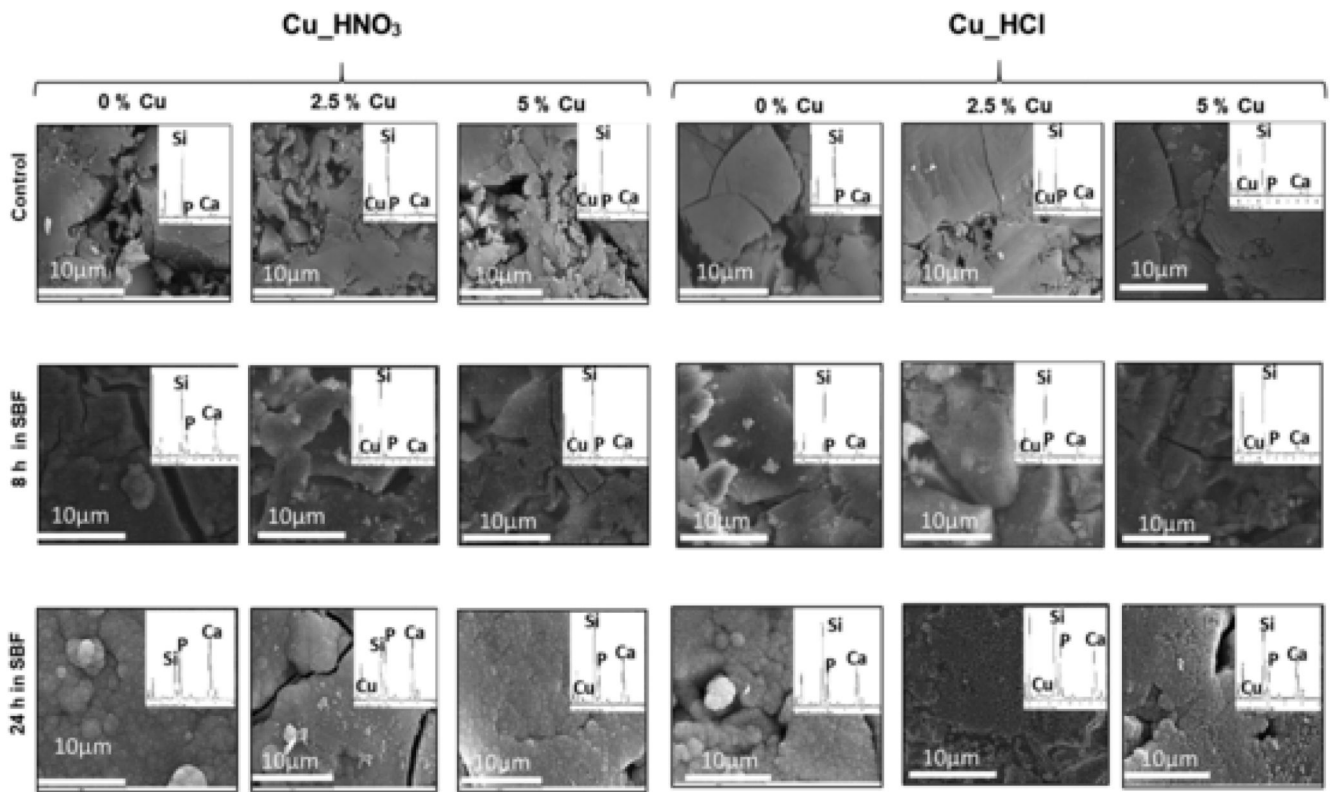 Cu_HNO₃
Cu_HCl
0 % Cu
2.5 % Cu
5 % Cu
0 % Cu
2.5 % Cu
5 % Cu
Control
Si
P
Ca
10µm
Si
Cu
P
Ca
10µm
Si
Cu
P
Ca
10µm
Si
P
Ca
10µm
Si
Cu
P
Ca
10µm
Si
Cu
P
Ca
10µm
8 h in SBF
Si
P
Ca
10µm
Si
Cu
P
Ca
10µm
Si
Cu
P
Ca
10µm
Si
P
Ca
10µm
Si
Cu
P
Ca
10µm
Si
Cu
P
Ca
10µm
24 h in SBF
Si
P
Ca
10µm
Cu
Si
P
Ca
10µm
Si
Cu
P
Ca
10µm
Si
P
Ca
10µm
Si
Cu
P
Ca
10µm
Si
Cu
P
Ca
10µm